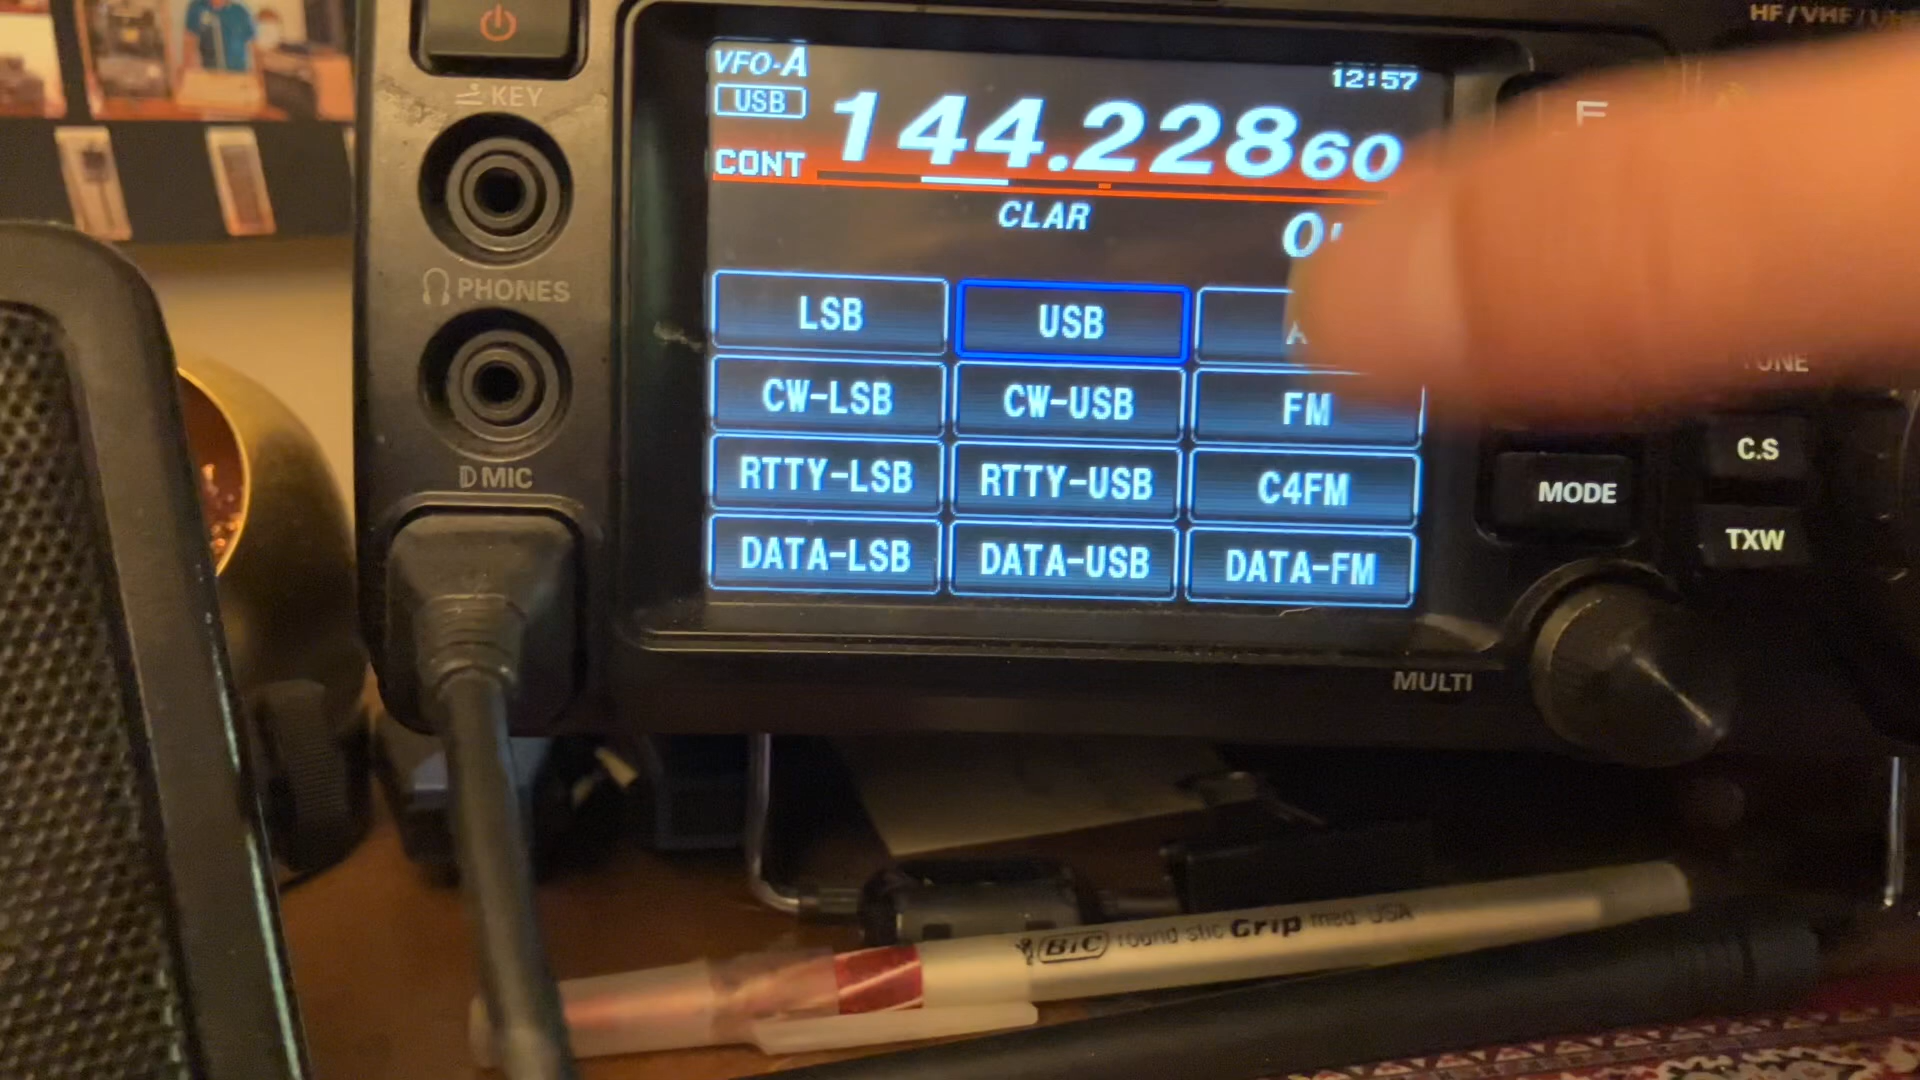 HF/VHF/
KEY
PHONES
MIC
VFO-A
12:57
USB
144.22860
CONT
CLAR
LSB
USB
CW-LSB
CW-USB
FM
RTTY-LSB
RTTY-USB
C4FM
DATA-LSB
DATA-USB
DATA-FM
F
C.S
MODE
TXW
MULTI
BIC round stic Grip med. USA